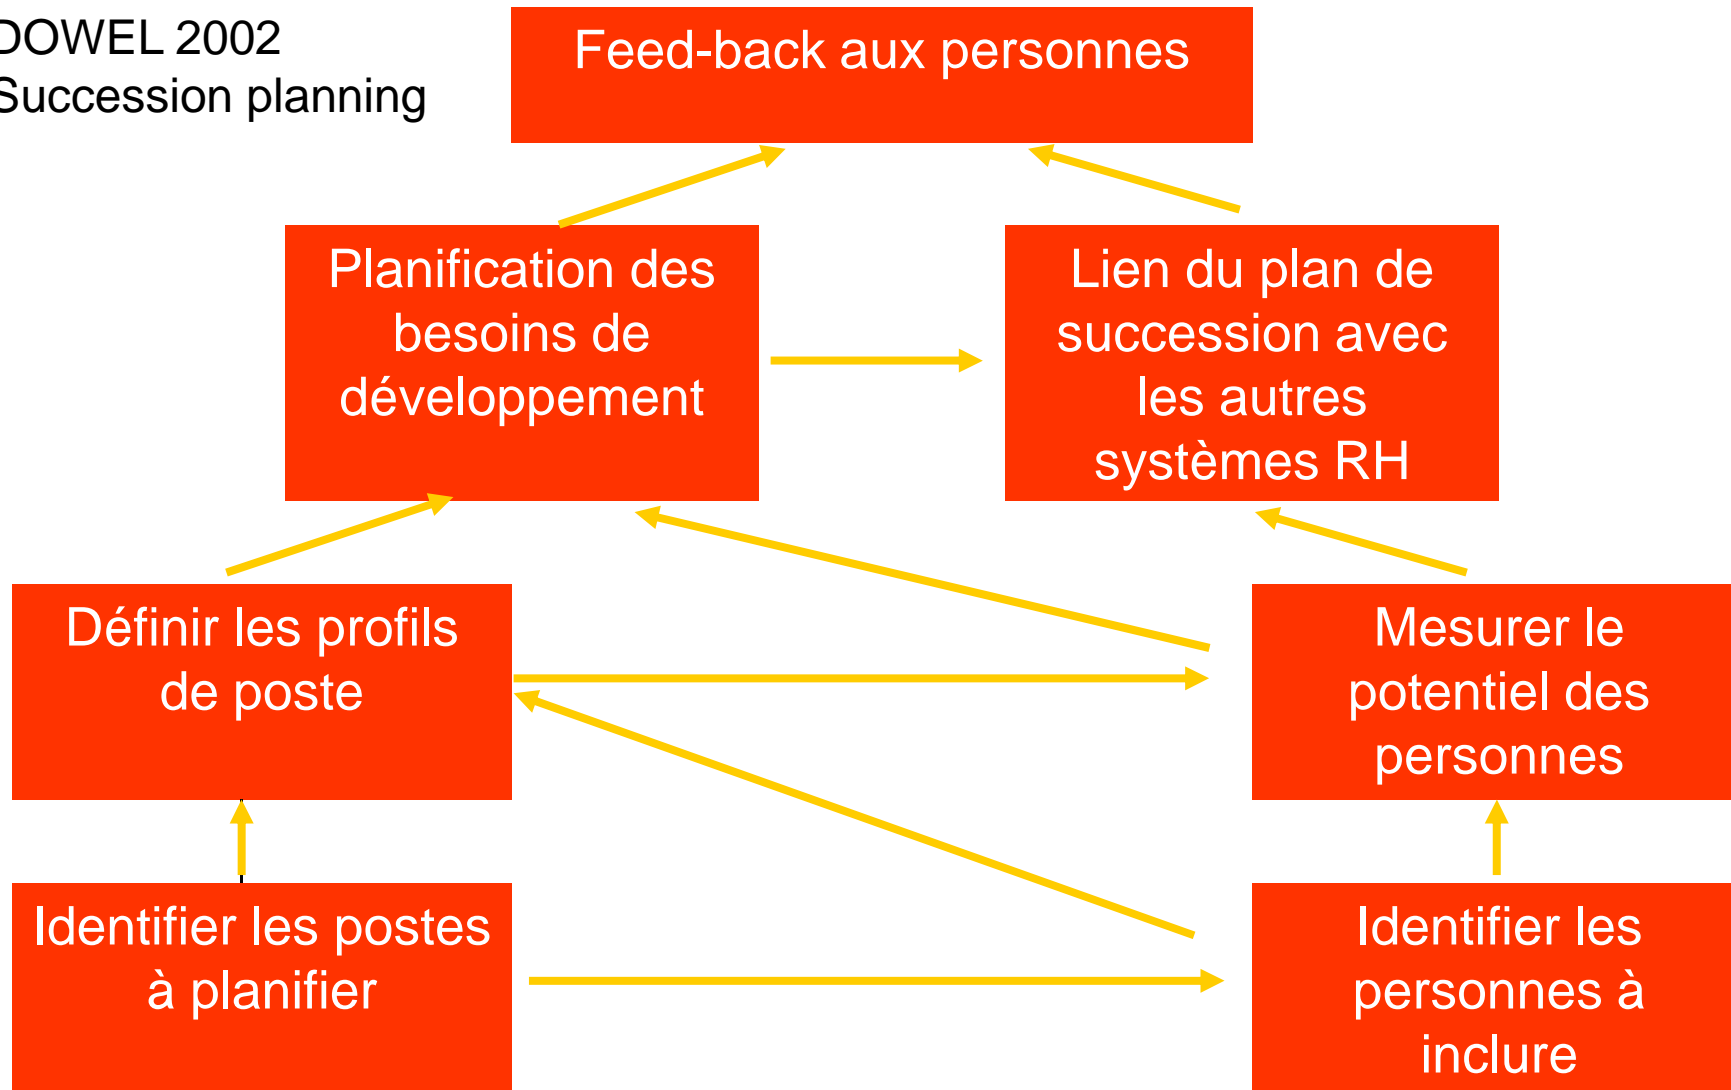 DOWEL 2002
Succession planning
Feed-back aux personnes
Planification des
besoins de
développement
Lien du plan de
succession avec
les autres
systèmes RH
Définir les profils
de poste
Mesurer le
potentiel des
personnes
Identifier les postes
à planifier
Identifier les
personnes à
inclure